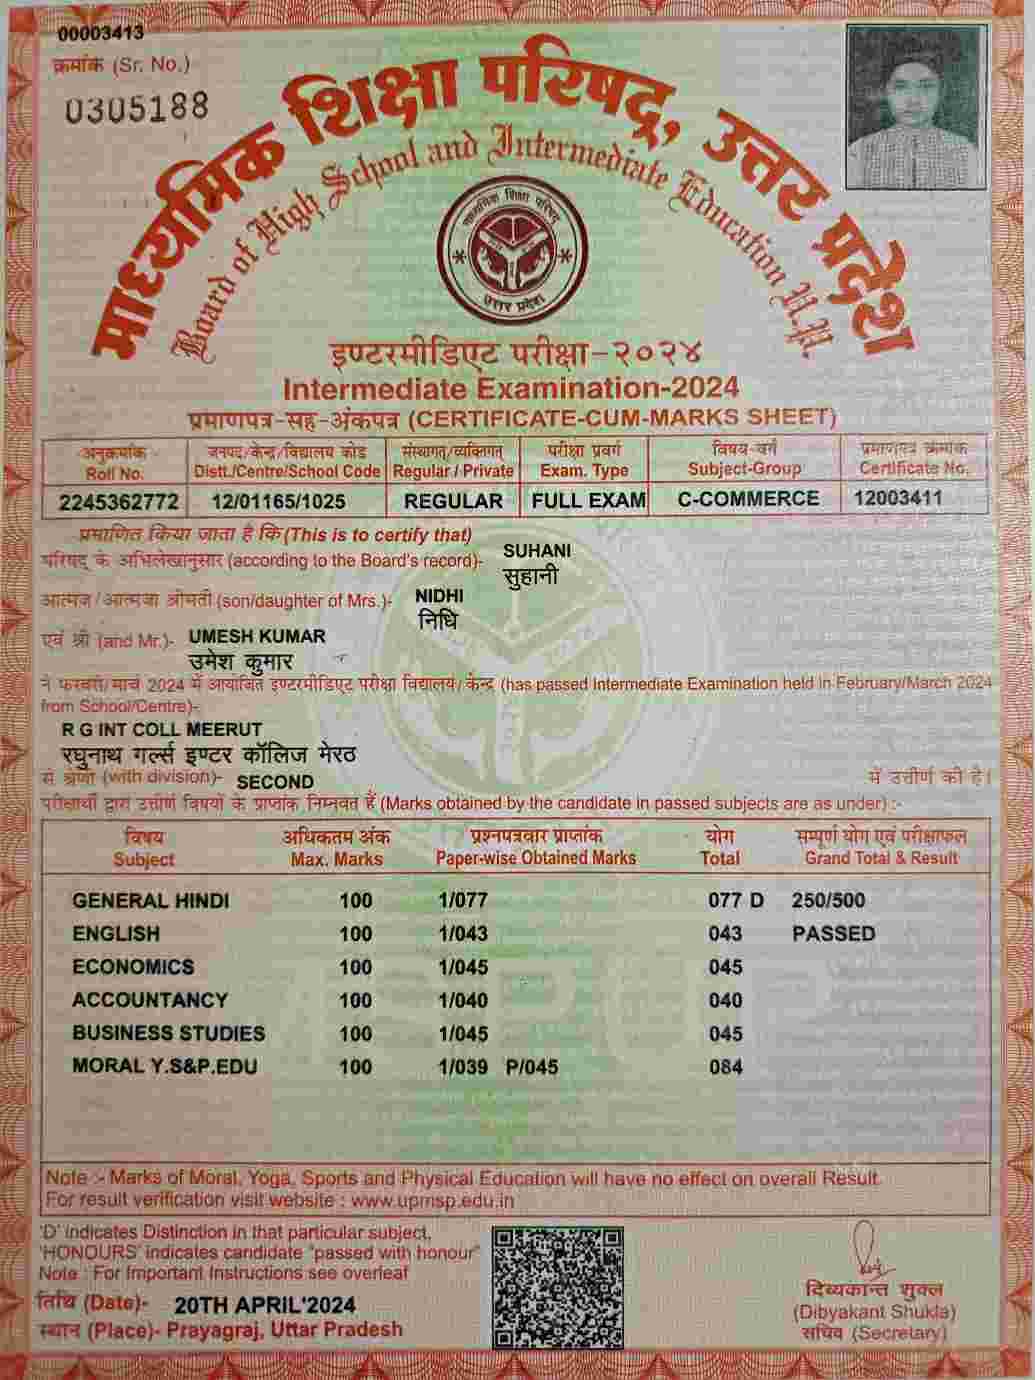 00003413
क्रमांक (Sr. No.)
0305188
माध्यमिक शिक्षा परिषद्, उत्तर प्रदेश
Board of High School and Intermediate Education U.P.
माध्यमिक शिक्षा परिषद
उत्तर प्रदेश
इण्टरमीडिएट परीक्षा-२०२४
Intermediate Examination-2024
प्रमाणपत्र-सह-अंकपत्र (CERTIFICATE-CUM-MARKS SHEET)
अनुक्रमांक जनपद/केन्द्र/विद्यालय कोड संस्थागत्/व्यक्तिगत् परीक्षा प्रवर्ग विषय-वर्ग प्रमाणपत्र क्रमांक
Roll No. Distt./Centre/School Code Regular / Private Exam. Type Subject-Group Certificate No.
2245362772 12/01165/1025 REGULAR FULL EXAM C-COMMERCE 12003411
प्रमाणित किया जाता है कि (This is to certify that)
परिषद के अभिलेखानुसार (according to the Board's record)- SUHANI
सुहानी
आत्मज/आत्मजा श्रीमती (son/daughter of Mrs.)- NIDHI
निधि
एवं श्री (and Mr.)- UMESH KUMAR
उमेश कुमार
ने फरवरी/मार्च 2024 में आयोजित इण्टरमीडिएट परीक्षा विद्यालय/केन्द्र (has passed Intermediate Examination held in February/March 2024
from School/Centre)-
R G INT COLL MEERUT
रघुनाथ गर्ल्स इण्टर कॉलिज मेरठ
से श्रेणी (with division)- SECOND में उत्तीर्ण की है।
परीक्षार्थी द्वारा उत्तीर्ण विषयों के प्राप्तांक निम्नवत हैं (Marks obtained by the candidate in passed subjects are as under) :-
विषय अधिकतम अंक प्रश्नपत्रवार प्राप्तांक योग सम्पूर्ण योग एवं परीक्षाफल
Subject Max. Marks Paper-wise Obtained Marks Total Grand Total & Result
GENERAL HINDI 100 1/077 077 D 250/500
ENGLISH 100 1/043 043 PASSED
ECONOMICS 100 1/045 045
ACCOUNTANCY 100 1/040 040
BUSINESS STUDIES 100 1/045 045
MORAL Y.S&P.EDU 100 1/039 P/045 084
Note :- Marks of Moral, Yoga, Sports and Physical Education will have no effect on overall Result.
For result verification visit website : www.upmsp.edu.in
'D' indicates Distinction in that particular subject,
'HONOURS' indicates candidate "passed with honour"
Note : For Important Instructions see overleaf
तिथि (Date)- 20TH APRIL'2024
स्थान (Place)- Prayagraj, Uttar Pradesh
दिव्यकान्त शुक्ल
(Dibyakant Shukla)
सचिव (Secretary)